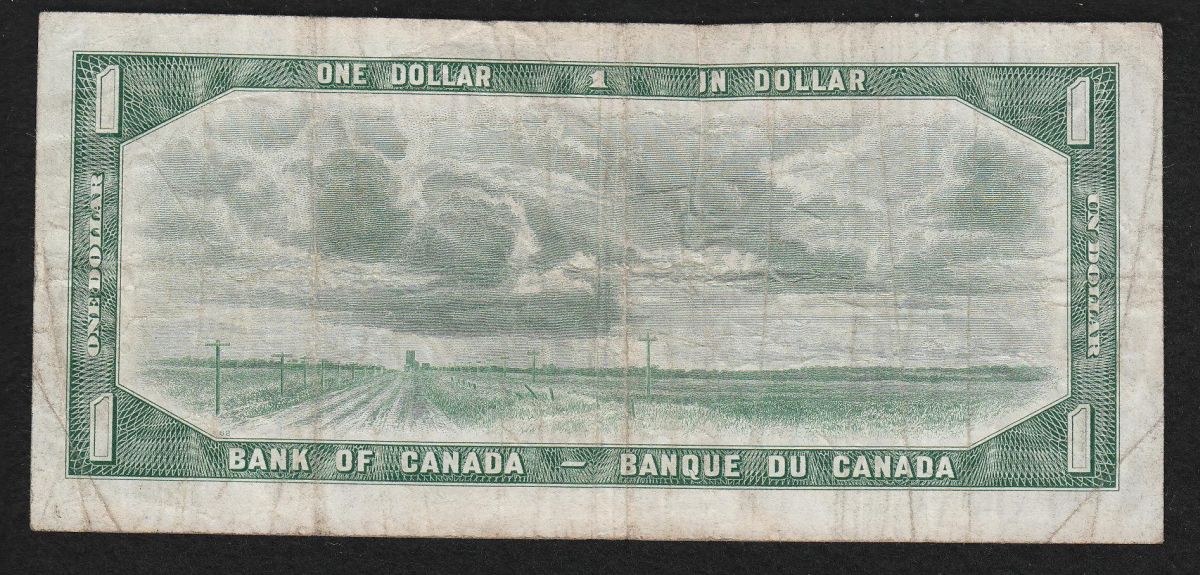 ONE DOLLAR 1 UN DOLLAR
1
1
ONE DOLLAR
UN DOLLAR
1
1
BANK OF CANADA – BANQUE DU CANADA